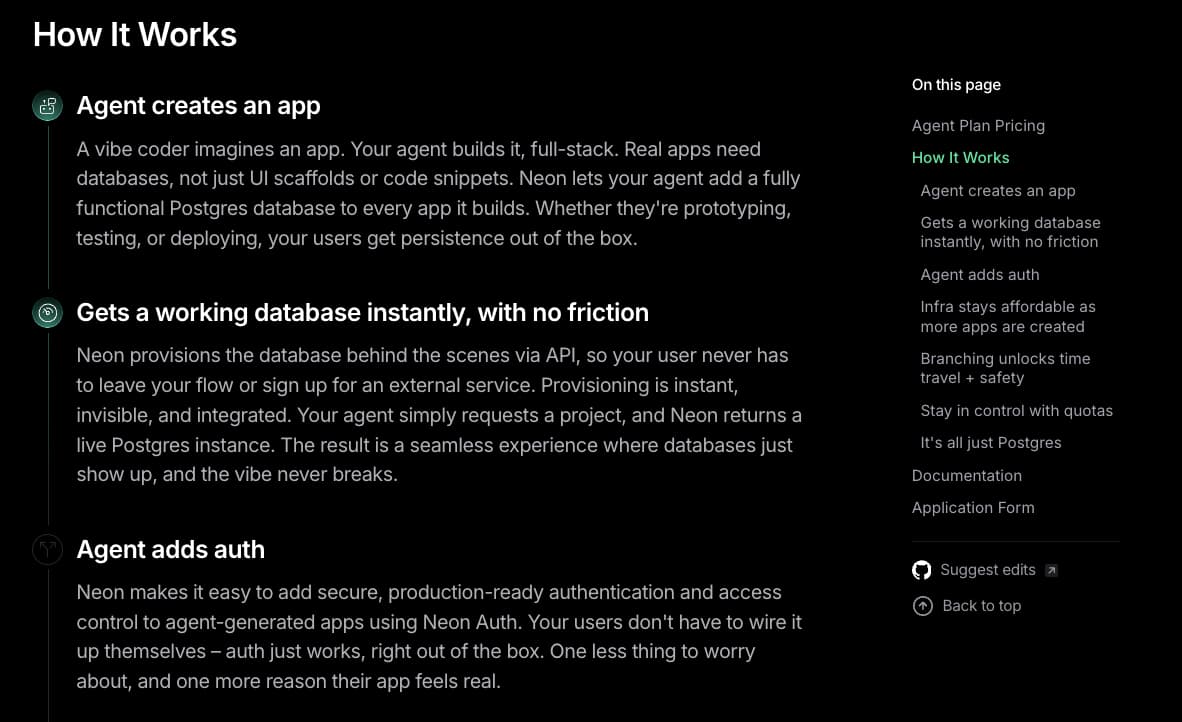 How It Works
Agent creates an app
A vibe coder imagines an app. Your agent builds it, full-stack. Real apps need
databases, not just UI scaffolds or code snippets. Neon lets your agent add a fully
functional Postgres database to every app it builds. Whether they're prototyping,
testing, or deploying, your users get persistence out of the box.
Gets a working database instantly, with no friction
Neon provisions the database behind the scenes via API, so your user never has
to leave your flow or sign up for an external service. Provisioning is instant,
invisible, and integrated. Your agent simply requests a project, and Neon returns a
live Postgres instance. The result is a seamless experience where databases just
show up, and the vibe never breaks.
Agent adds auth
Neon makes it easy to add secure, production-ready authentication and access
control to agent-generated apps using Neon Auth. Your users don't have to wire it
up themselves – auth just works, right out of the box. One less thing to worry
about, and one more reason their app feels real.
On this page
Agent Plan Pricing
How It Works
Agent creates an app
Gets a working database
instantly, with no friction
Agent adds auth
Infra stays affordable as
more apps are created
Branching unlocks time
travel + safety
Stay in control with quotas
It's all just Postgres
Documentation
Application Form
Suggest edits
Back to top